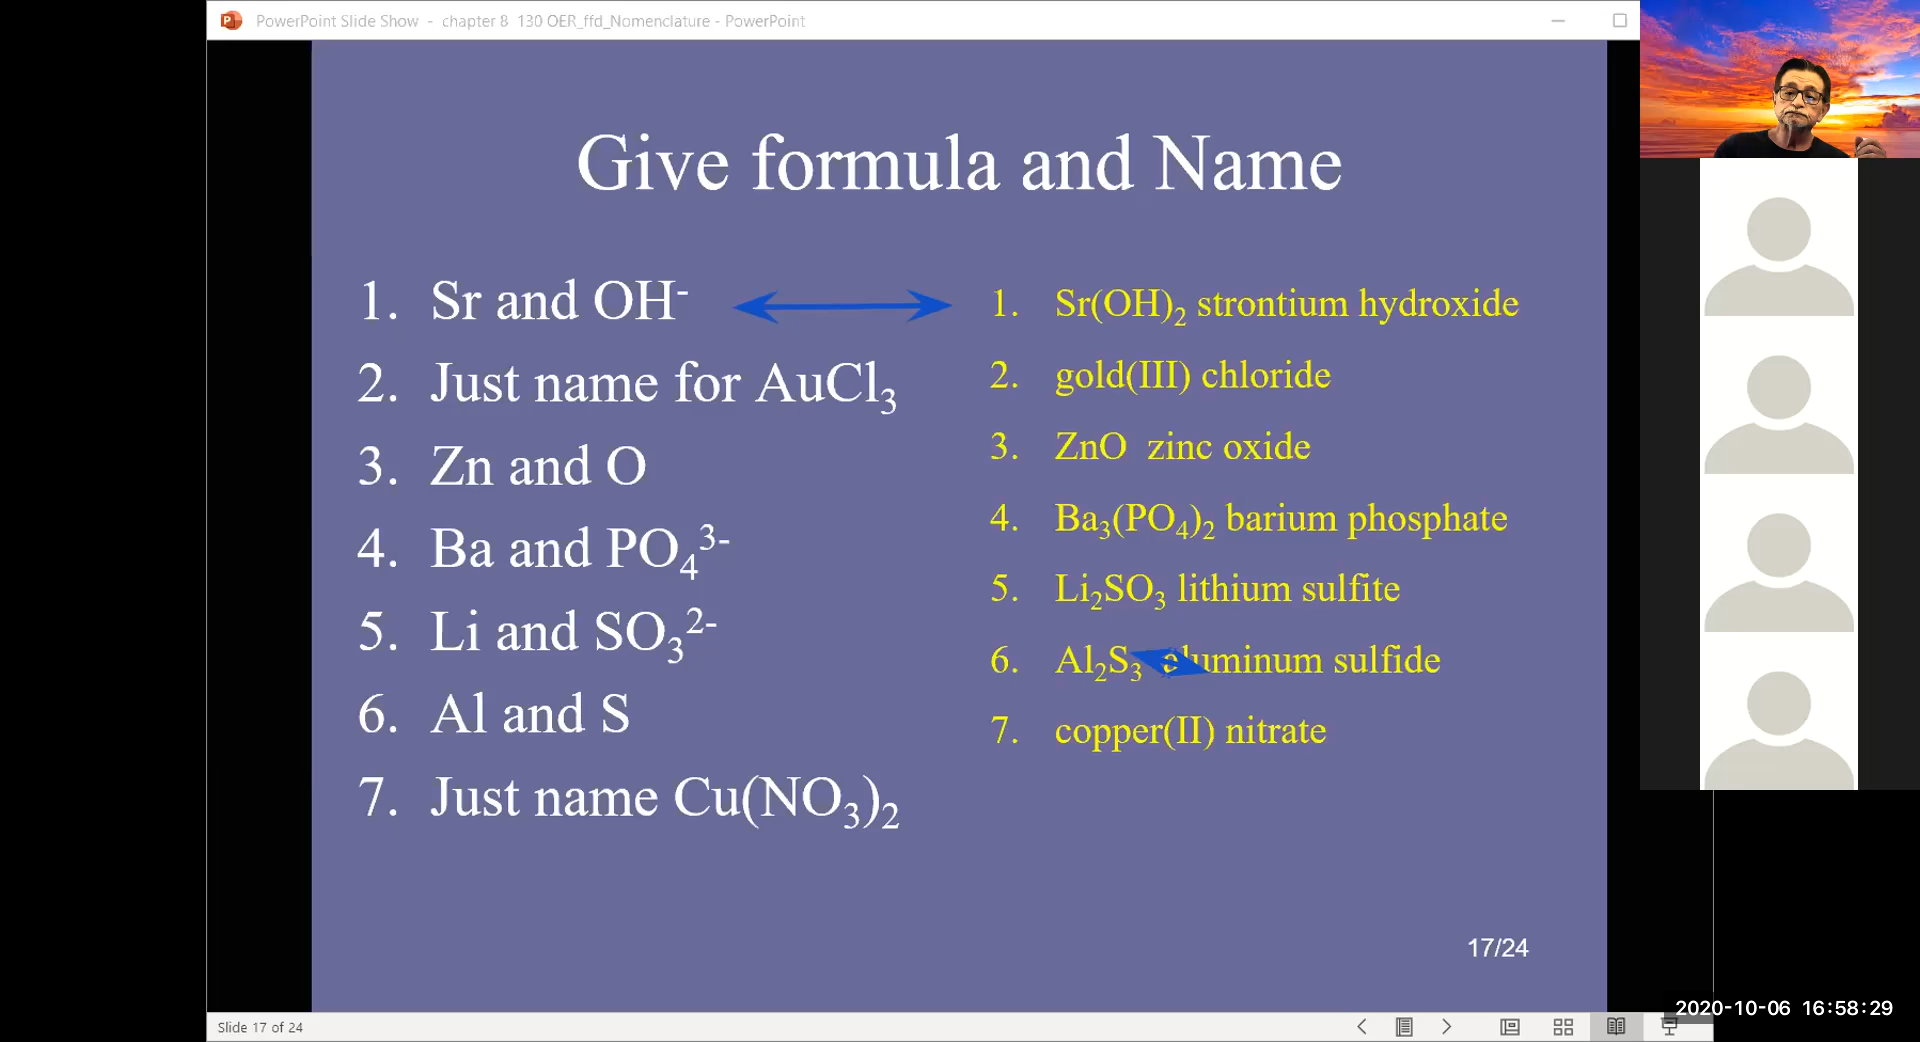 PowerPoint Slide Show - chapter 8 130 OER_ffd_Nomenclature - PowerPoint
Give formula and Name
1. Sr and OH⁻
2. Just name for AuCl₃
3. Zn and O
4. Ba and PO₄³⁻
5. Li and SO₃²⁻
6. Al and S
7. Just name Cu(NO₃)₂
1. Sr(OH)₂ strontium hydroxide
2. gold(III) chloride
3. ZnO zinc oxide
4. Ba₃(PO₄)₂ barium phosphate
5. Li₂SO₃ lithium sulfite
6. Al₂S₃ aluminum sulfide
7. copper(II) nitrate
17/24
Slide 17 of 24
2020-10-06 16:58:29